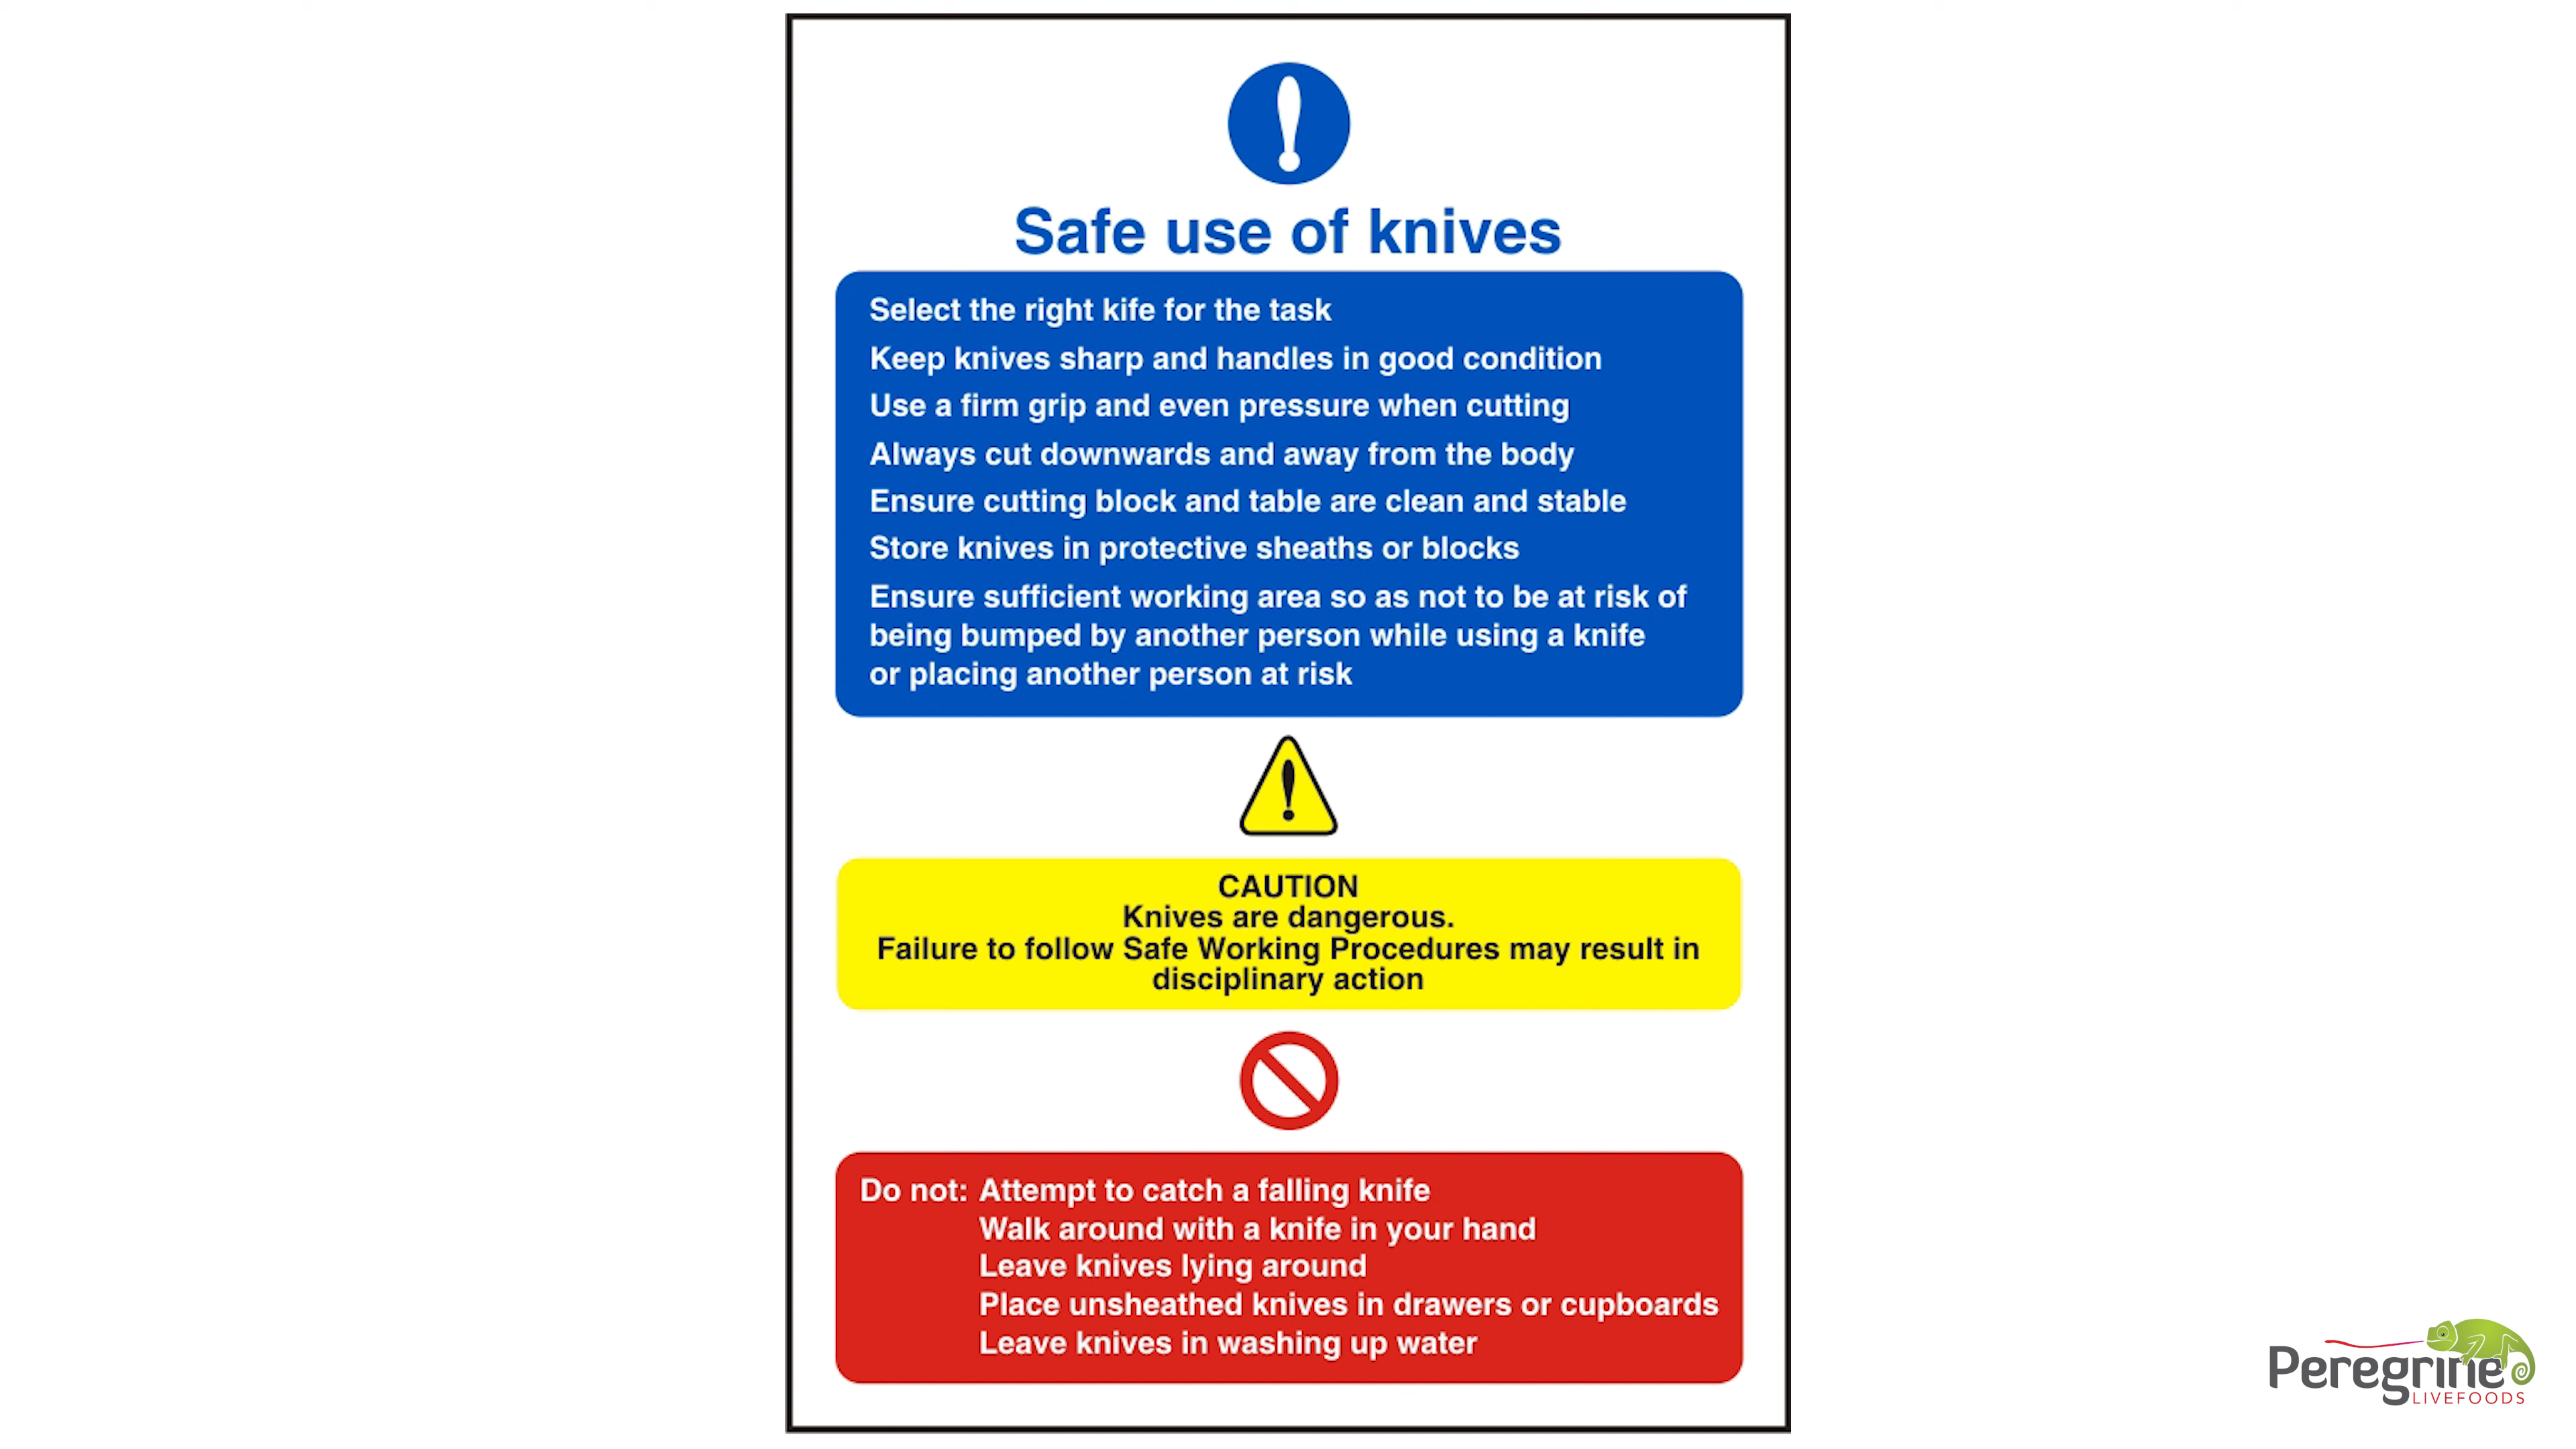 Safe use of knives
Select the right kife for the task
Keep knives sharp and handles in good condition
Use a firm grip and even pressure when cutting
Always cut downwards and away from the body
Ensure cutting block and table are clean and stable
Store knives in protective sheaths or blocks
Ensure sufficient working area so as not to be at risk of
being bumped by another person while using a knife
or placing another person at risk
CAUTION
Knives are dangerous.
Failure to follow Safe Working Procedures may result in
disciplinary action
Do not: Attempt to catch a falling knife
Walk around with a knife in your hand
Leave knives lying around
Place unsheathed knives in drawers or cupboards
Leave knives in washing up water
Peregrine
LIVEFOODS